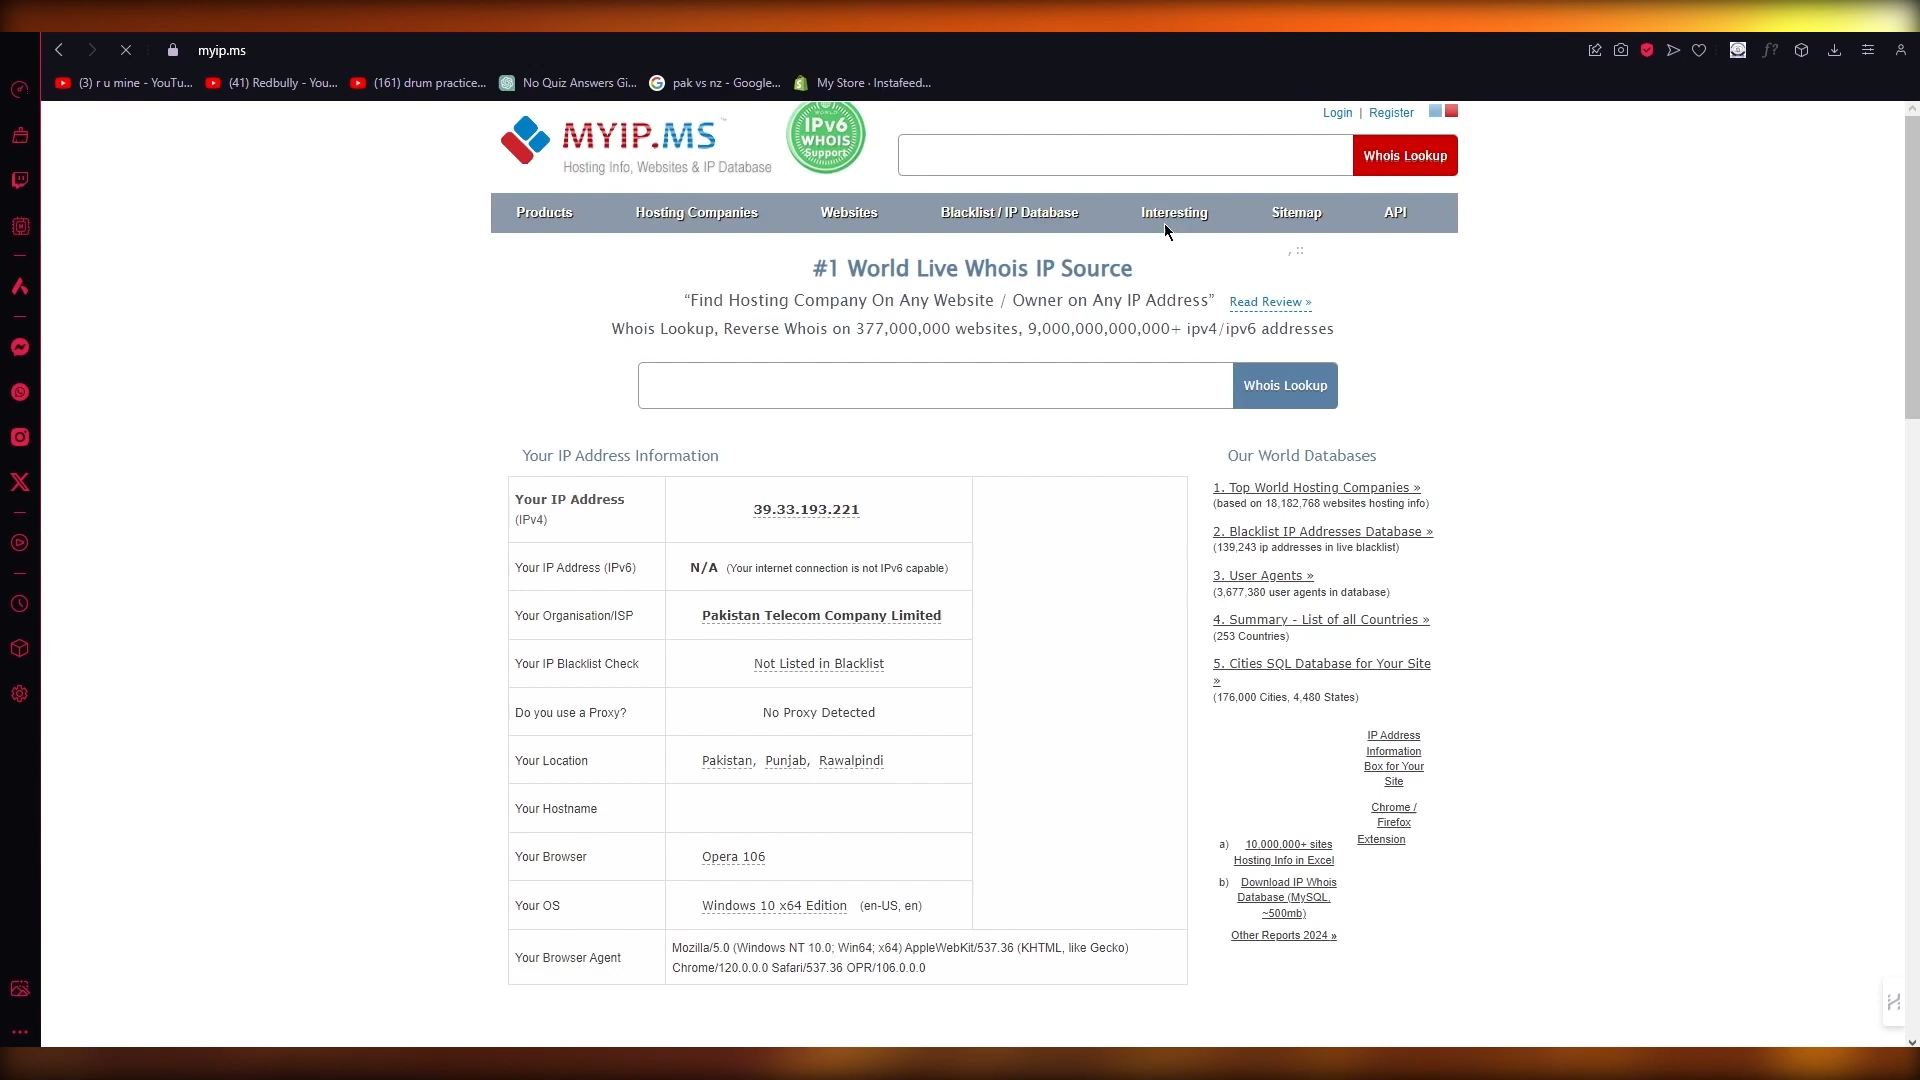 myip.ms
(3) r u mine - YouTu...
(41) Redbully - You...
(161) drum practice...
No Quiz Answers Gi...
pak vs nz - Google...
My Store · Instafeed...
Login | Register
MYIP.MS
Hosting Info, Websites & IP Database
WORLD
IPv6
WHOIS
Support
Whois Lookup
Products
Hosting Companies
Websites
Blacklist / IP Database
Interesting
Sitemap
API
, ::
#1 World Live Whois IP Source
“Find Hosting Company On Any Website / Owner on Any IP Address” Read Review »
Whois Lookup, Reverse Whois on 377,000,000 websites, 9,000,000,000,000+ ipv4/ipv6 addresses
Whois Lookup
Your IP Address Information
Your IP Address
(IPv4)
39.33.193.221
Your IP Address (IPv6)
N/A (Your internet connection is not IPv6 capable)
Your Organisation/ISP
Pakistan Telecom Company Limited
Your IP Blacklist Check
Not Listed in Blacklist
Do you use a Proxy?
No Proxy Detected
Your Location
Pakistan, Punjab, Rawalpindi
Your Hostname
Your Browser
Opera 106
Your OS
Windows 10 x64 Edition (en-US, en)
Your Browser Agent
Mozilla/5.0 (Windows NT 10.0; Win64; x64) AppleWebKit/537.36 (KHTML, like Gecko)
Chrome/120.0.0.0 Safari/537.36 OPR/106.0.0.0
Our World Databases
1. Top World Hosting Companies »
(based on 18,182,768 websites hosting info)
2. Blacklist IP Addresses Database »
(139,243 ip addresses in live blacklist)
3. User Agents »
(3,677,380 user agents in database)
4. Summary - List of all Countries »
(253 Countries)
5. Cities SQL Database for Your Site
»
(176,000 Cities, 4,480 States)
IP Address
Information
Box for Your
Site
Chrome /
Firefox
Extension
a) 10.000.000+ sites
Hosting Info in Excel
b) Download IP Whois
Database (MySQL,
~500mb)
Other Reports 2024 »